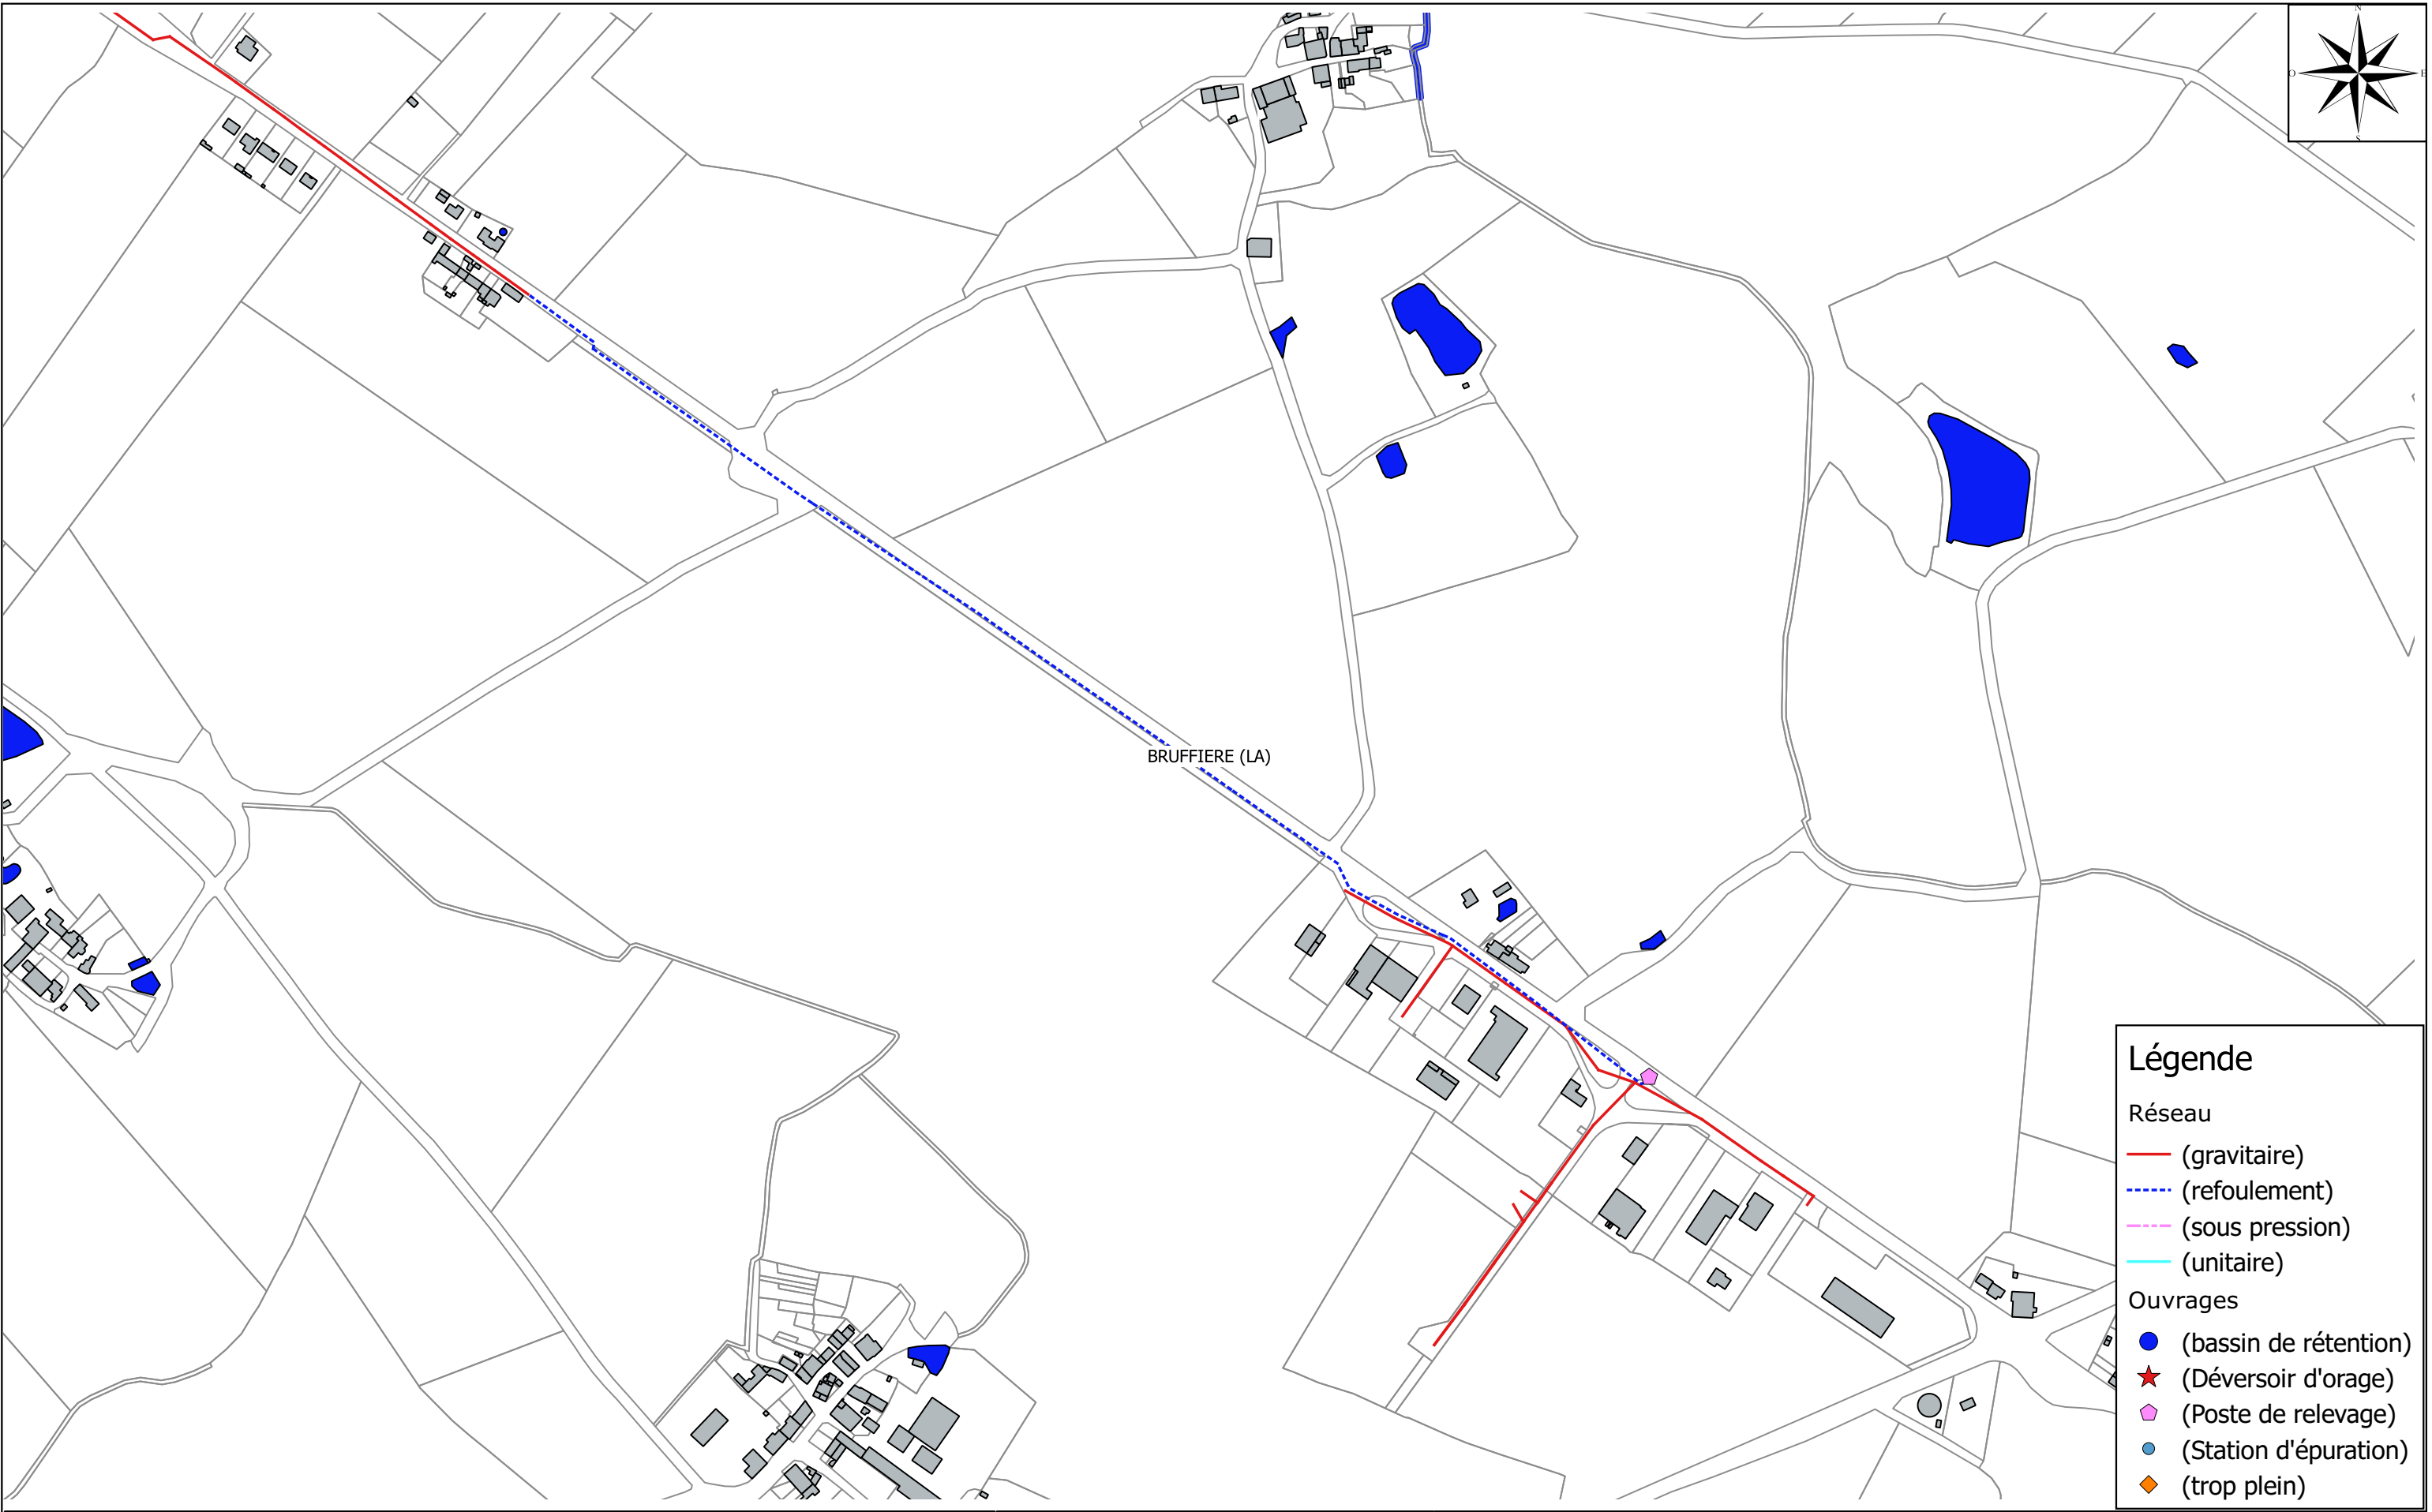 N
O
E
S
BRUFFIERE (LA)
Légende
Réseau
(gravitaire)
(refoulement)
(sous pression)
(unitaire)
Ouvrages
(bassin de rétention)
(Déversoir d'orage)
(Poste de relevage)
(Station d'épuration)
(trop plein)